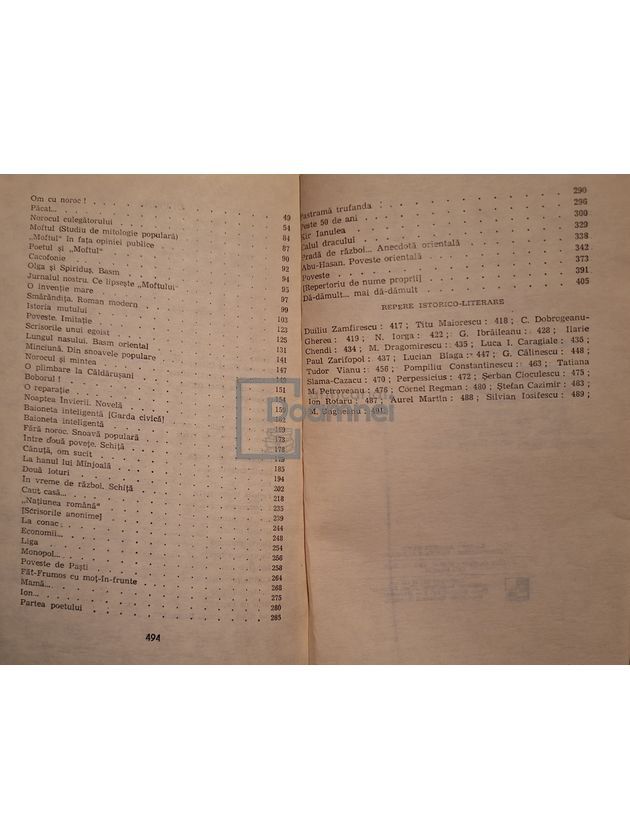 Om cu noroc ! 49
Păcat... 54
Norocul culegătorului 84
Moftul (Studiu de mitologie populară) 87
„Moftul“ în fața opiniei publice 90
Poetul și „Moftul“ 92
Cacofonie 94
Olga și Spiriduș. Basm 95
Jurnalul nostru. Ce lipsește „Moftului“ 97
O invenție mare 99
Smărăndița. Roman modern 103
Istoria mutului 123
Poveste. Imitație 125
Scrisorile unui egoist 131
Lungul nasului. Basm oriental 141
Minciună. Din snoavele populare 147
Norocul și mintea
O plimbare la Căldărușani 151
Boborul ! 154
O reparație 159
Noaptea Învierii. Novelă 162
Baioneta inteligentă [Garda civică] 169
Baioneta inteligentă 173
Fără noroc. Snoavă populară 178
Între două povețe. Schiță 179
Cănuță, om sucit 185
La hanul lui Mînjoală 194
Două loturi 202
În vreme de război. Schiță 218
Caut casă... 235
„Națiunea română“ 239
[Scrisorile anonime] 244
La conac 248
Economii... 254
Liga 256
Monopol... 258
Poveste de Paști 264
Făt-Frumos cu moț-în-frunte 268
Mamă... 275
Ion... 280
Partea poetului 285
494
Pastramă trufanda 290
Peste 50 de ani 296
Kir Ianulea 300
Calul dracului 329
Pradă de război... Anecdotă orientală 338
Abu-Hasan. Poveste orientală 342
Poveste 373
[Repertoriu de nume proprii] 391
Dă-dămult... mai dă-dămult 405
REPERE ISTORICO-LITERARE
Duiliu Zamfirescu : 417 ; Titu Maiorescu : 418 ; C. Dobrogeanu-
Gherea : 419 ; N. Iorga : 422 ; G. Ibrăileanu : 428 ; Ilarie
Chendi : 434 ; M. Dragomirescu : 435 ; Luca I. Caragiale : 435 ;
Paul Zarifopol : 437 ; Lucian Blaga : 447 ; G. Călinescu : 448 ;
Tudor Vianu : 456 ; Pompiliu Constantinescu : 463 ; Tatiana
Slama-Cazacu : 470 ; Perpessicius : 472 ; Șerban Cioculescu : 475 ;
M. Petroveanu : 476 ; Cornel Regman : 480 ; Ștefan Cazimir : 483 ;
Ion Rotaru : 487 ; Aurel Martin : 488 ; Silvian Iosifescu : 489 ;
M. Ungheanu : 491.